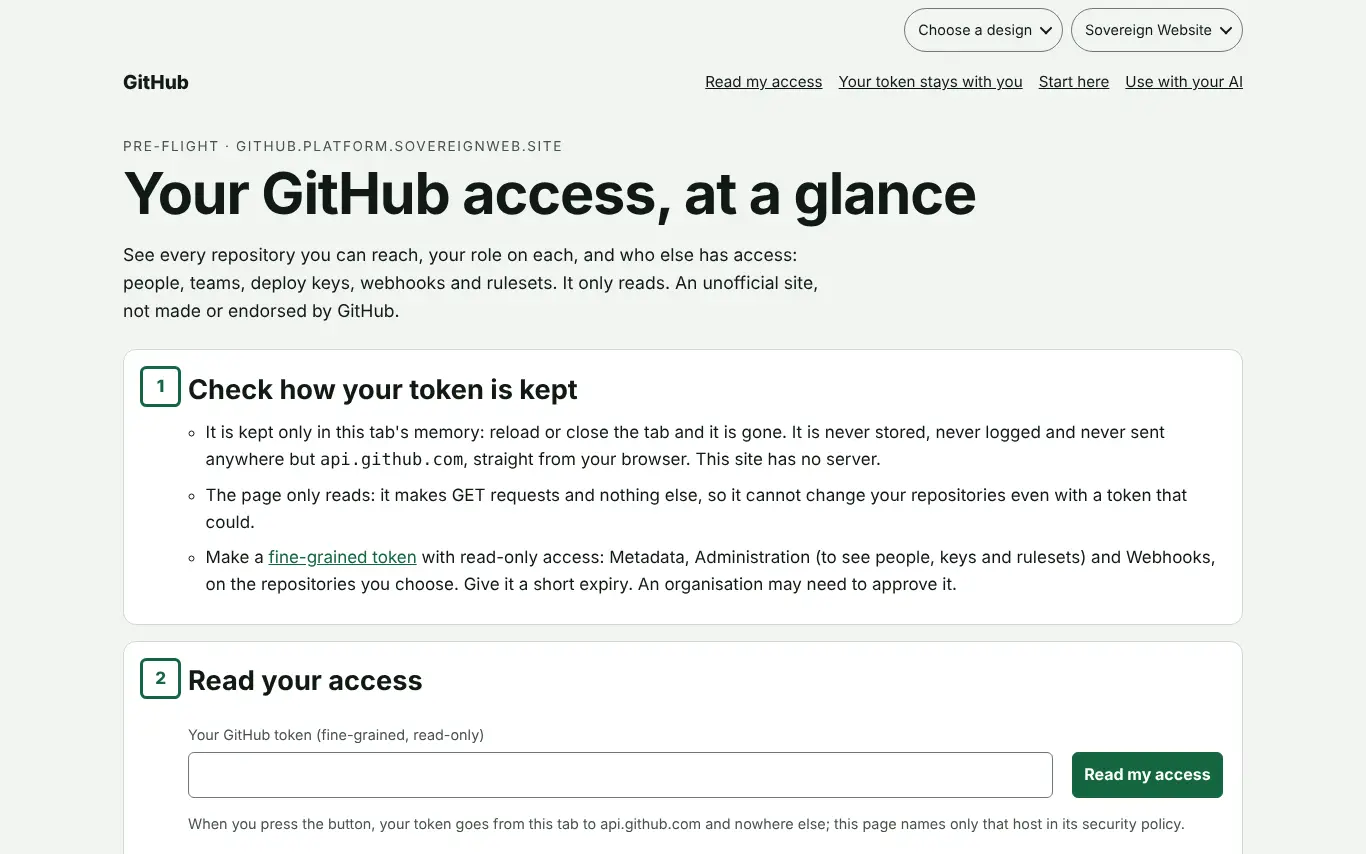 Choose a design
Sovereign Website
GitHub
Read my access
Your token stays with you
Start here
Use with your AI
PRE-FLIGHT · GITHUB.PLATFORM.SOVEREIGNWEB.SITE
Your GitHub access, at a glance
See every repository you can reach, your role on each, and who else has access:
people, teams, deploy keys, webhooks and rulesets. It only reads. An unofficial site,
not made or endorsed by GitHub.
1
Check how your token is kept
It is kept only in this tab's memory: reload or close the tab and it is gone. It is never stored, never logged and never sent
anywhere but api.github.com, straight from your browser. This site has no server.
The page only reads: it makes GET requests and nothing else, so it cannot change your repositories even with a token that
could.
Make a fine-grained token with read-only access: Metadata, Administration (to see people, keys and rulesets) and Webhooks,
on the repositories you choose. Give it a short expiry. An organisation may need to approve it.
2
Read your access
Your GitHub token (fine-grained, read-only)
Read my access
When you press the button, your token goes from this tab to api.github.com and nowhere else; this page names only that host in its security policy.